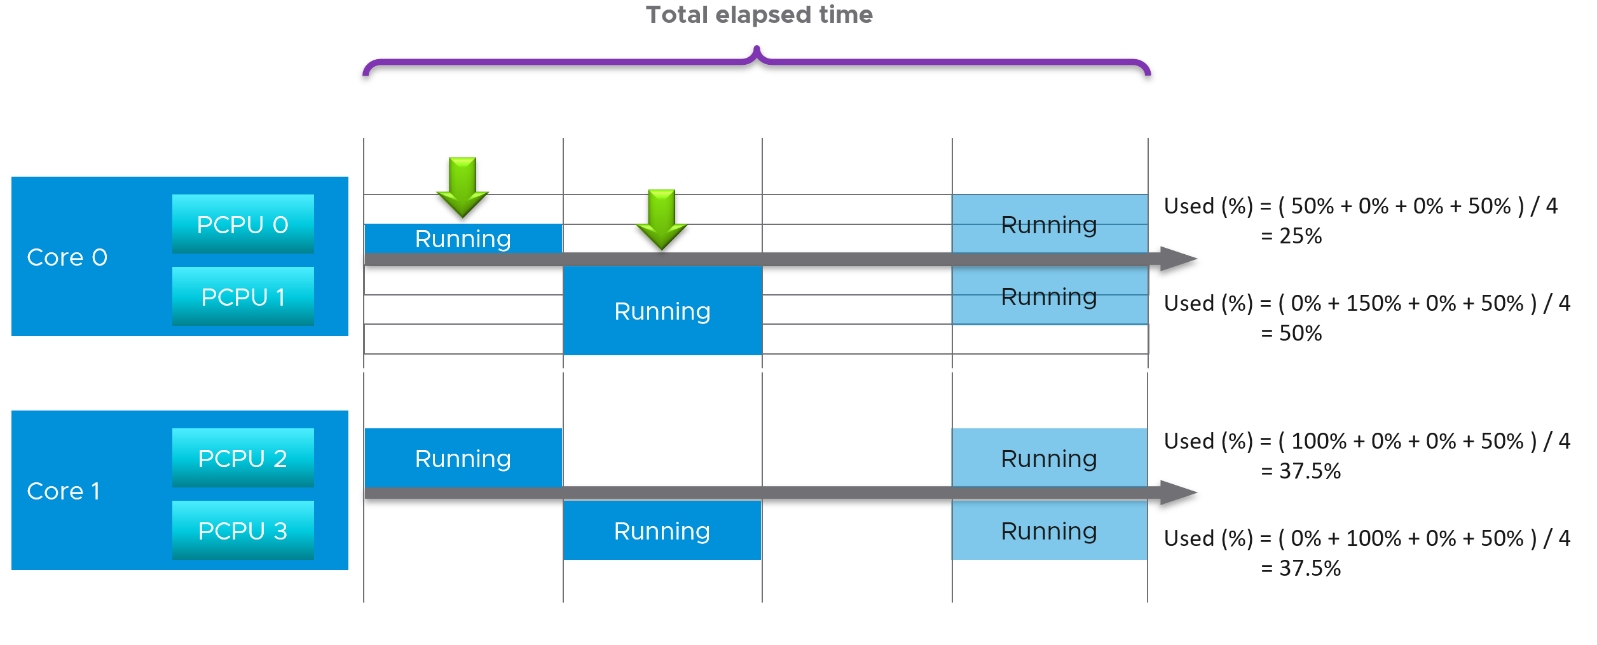 Total elapsed time
PCPU 0
Core 0
PCPU 1
Running
Running
Running
Running
Used (%) = ( 50% + 0% + 0% + 50% ) / 4
= 25%
Used (%) = ( 0% + 150% + 0% + 50% ) / 4
= 50%
PCPU 2
Core 1
PCPU 3
Running
Running
Running
Running
Used (%) = ( 100% + 0% + 0% + 50% ) / 4
= 37.5%
Used (%) = ( 0% + 100% + 0% + 50% ) / 4
= 37.5%